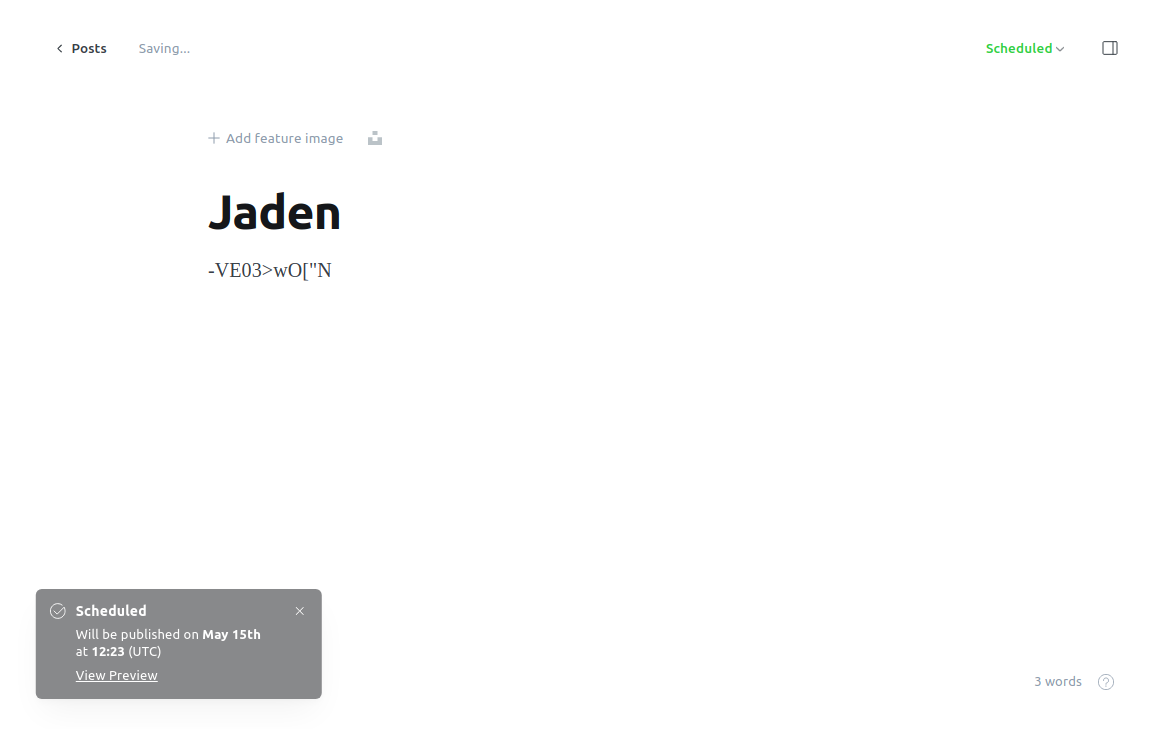 Posts
Saving...
Scheduled
Add feature image
Jaden
-VE03>wO["N
Scheduled
Will be published on May 15th
at 12:23 (UTC)
View Preview
3 words
?